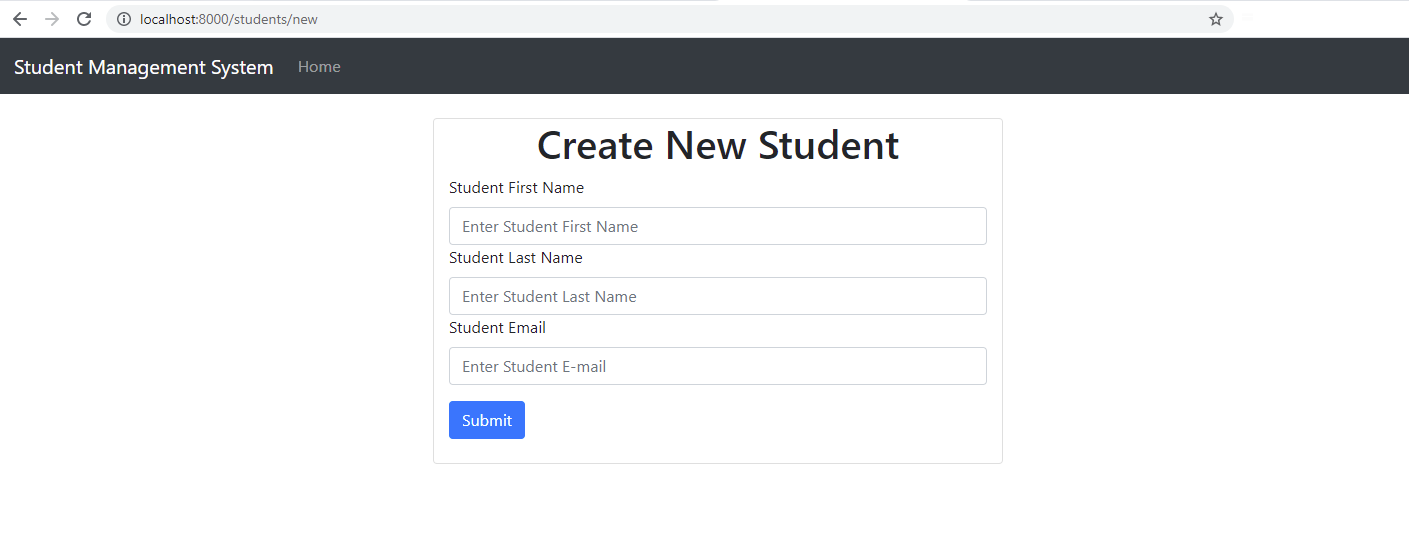 localhost:8000/students/new
Student Management System Home
Create New Student
Student First Name
Enter Student First Name
Student Last Name
Enter Student Last Name
Student Email
Enter Student E-mail
Submit